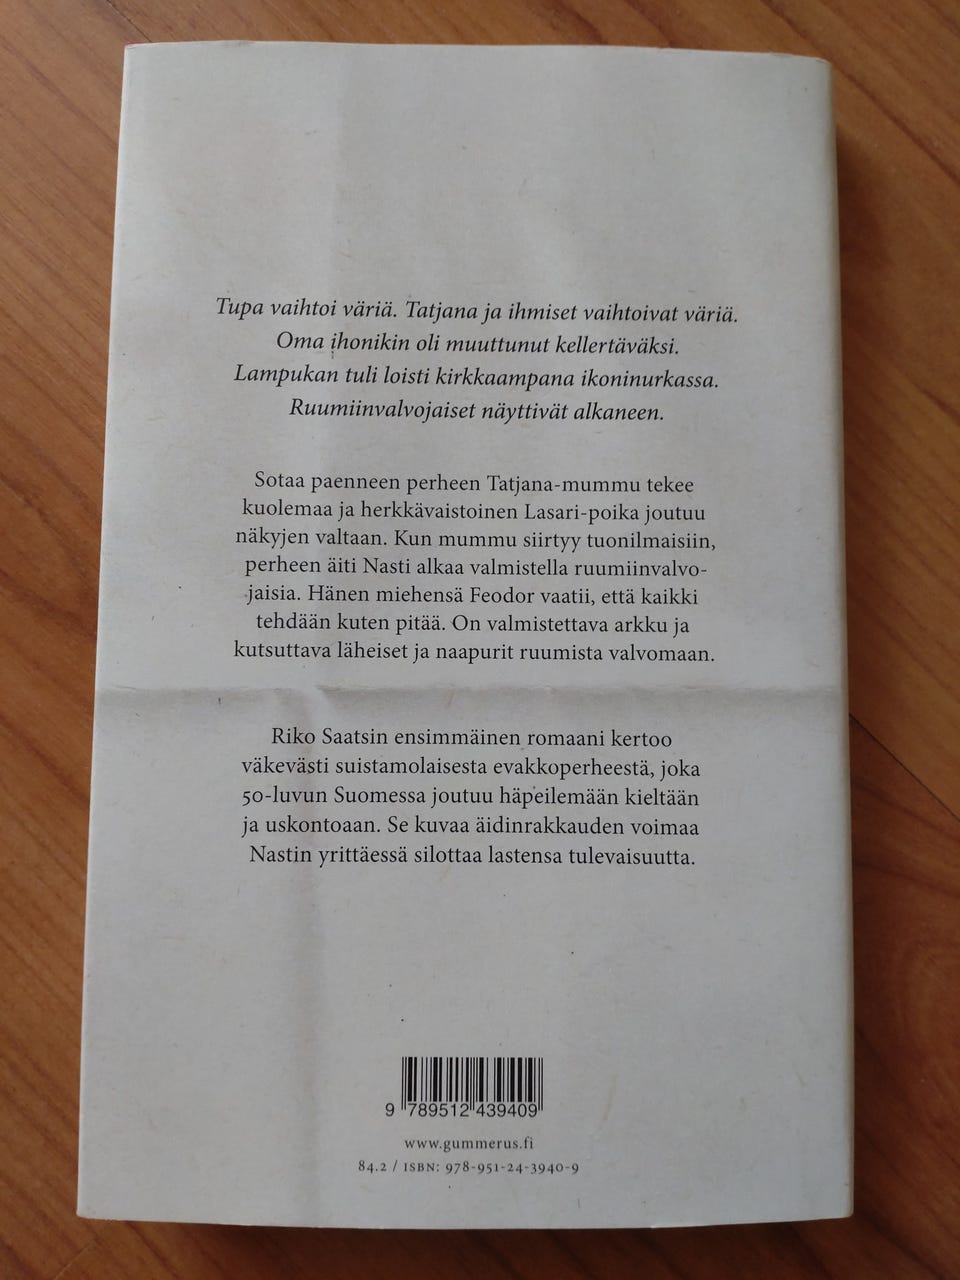 Tupa vaihtoi väriä. Tatjana ja ihmiset vaihtoivat väriä.
Oma ihonikin oli muuttunut kellertäväksi.
Lampukan tuli loisti kirkkaampana ikoninurkassa.
Ruumiinvalvojaiset näyttivät alkaneen.
Sotaa paenneen perheen Tatjana-mummu tekee
kuolemaa ja herkkävaistoinen Lasari-poika joutuu
näkyjen valtaan. Kun mummu siirtyy tuonilmaisiin,
perheen äiti Nasti alkaa valmistella ruumiinvalvo-
jaisia. Hänen miehensä Feodor vaatii, että kaikki
tehdään kuten pitää. On valmistettava arkku ja
kutsuttava läheiset ja naapurit ruumista valvomaan.
Riko Saatsin ensimmäinen romaani kertoo
väkevästi suistamolaisesta evakkoperheestä, joka
50-luvun Suomessa joutuu häpeilemään kieltään
ja uskontoaan. Se kuvaa äidinrakkauden voimaa
Nastin yrittäessä silottaa lastensa tulevaisuutta.
9 789512 439409
www.gummerus.fi
84.2 / ISBN: 978-951-24-3940-9